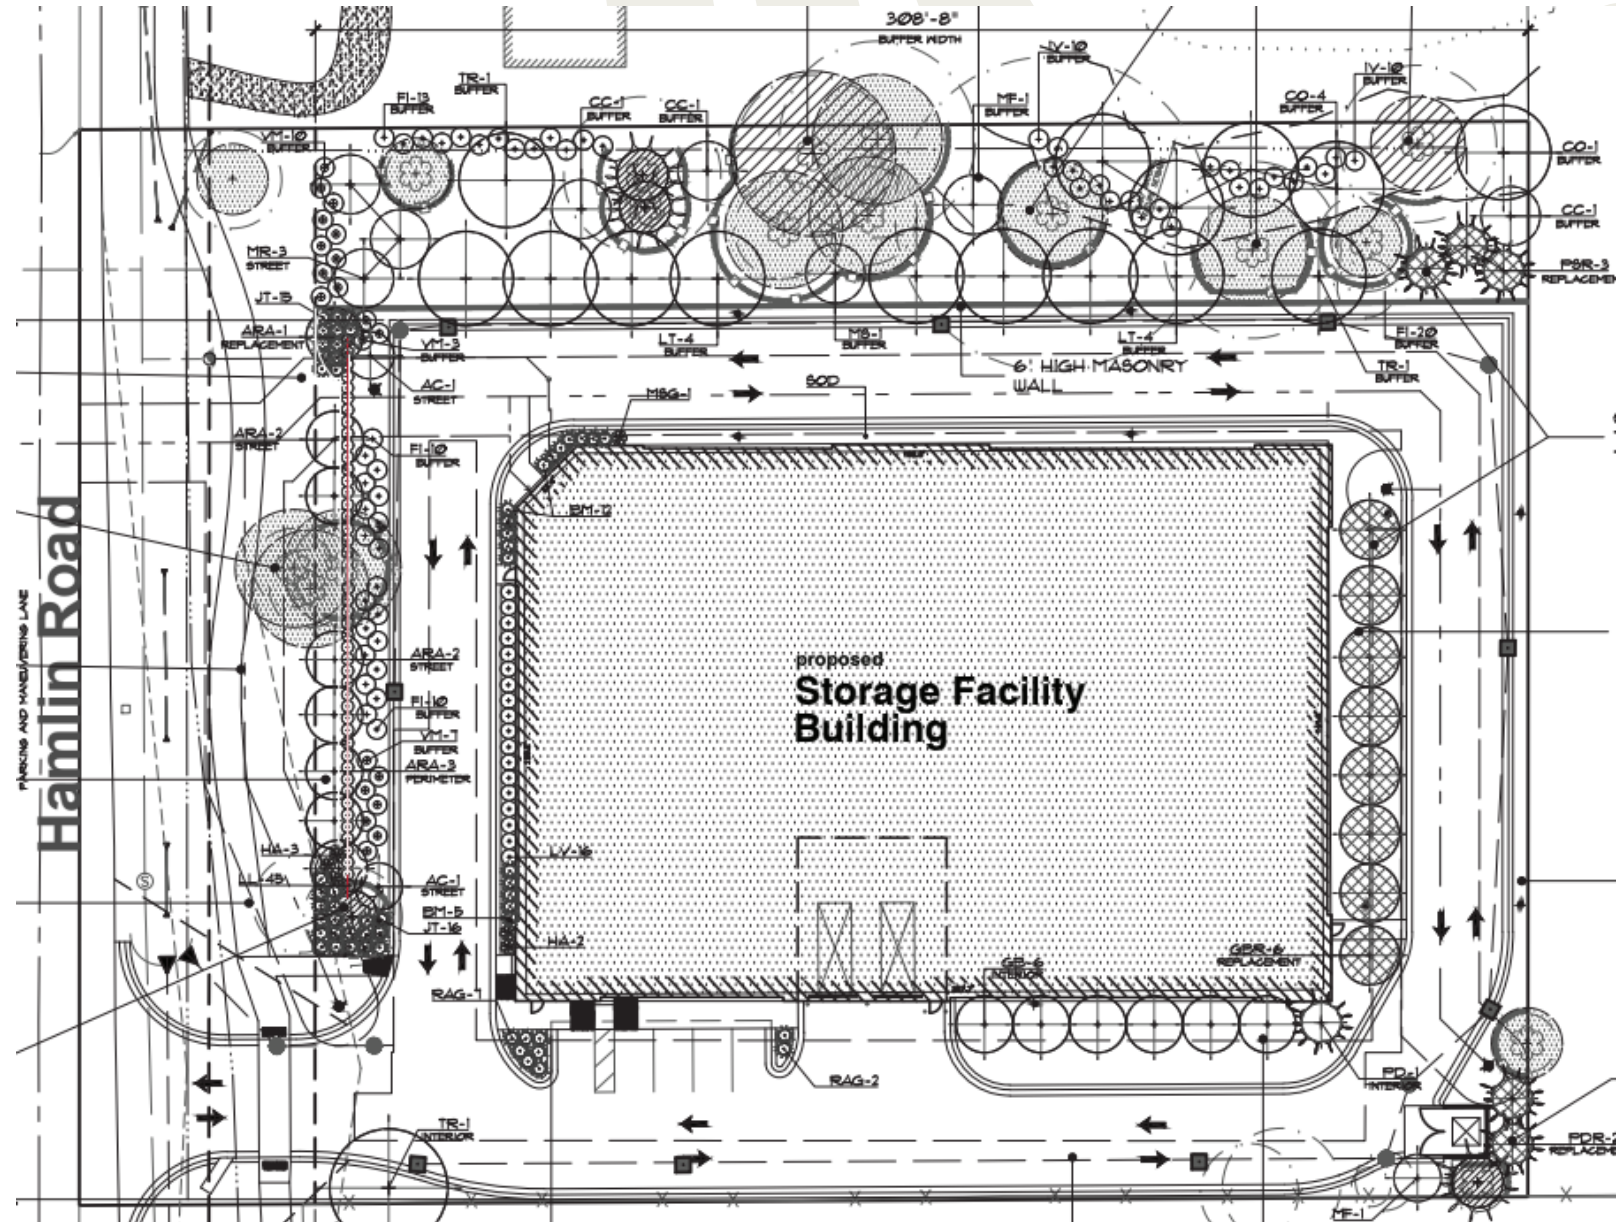 308'-8"
BUFFER WIDTH
IV-10
BUFFER
TR-1
BUFFER
FI-13
BUFFER
CC-1
BUFFER
CC-1
BUFFER
MF-1
BUFFER
CO-4
BUFFER
IV-10
BUFFER
VM-10
BUFFER
CO-1
BUFFER
CC-1
BUFFER
MR-3
STREET
PSR-3
JT-15
ARA-1
REPLACEMENT
VM-3
BUFFER
LT-4
BUFFER
MS-1
BUFFER
LT-4
BUFFER
FI-20
BUFFER
TR-1
BUFFER
6' HIGH MASONRY
WALL
AC-1
STREET
MSG-1
SOD
ARA-2
STREET
FI-10
BUFFER
BM-12
Hamlin Road
PARKING AND MANEUVERING LANE
ARA-2
STREET
proposed
Storage Facility
Building
FI-10
BUFFER
VM-7
BUFFER
ARA-3
PERIMETER
HA-3
LV-16
LL-45
S
AC-1
STREET
BM-5
JT-16
HA-2
GB-6
INTERIOR
GBR-6
REPLACEMENT
RAG-7
RAG-2
PD-1
INTERIOR
TR-1
INTERIOR
MF-1